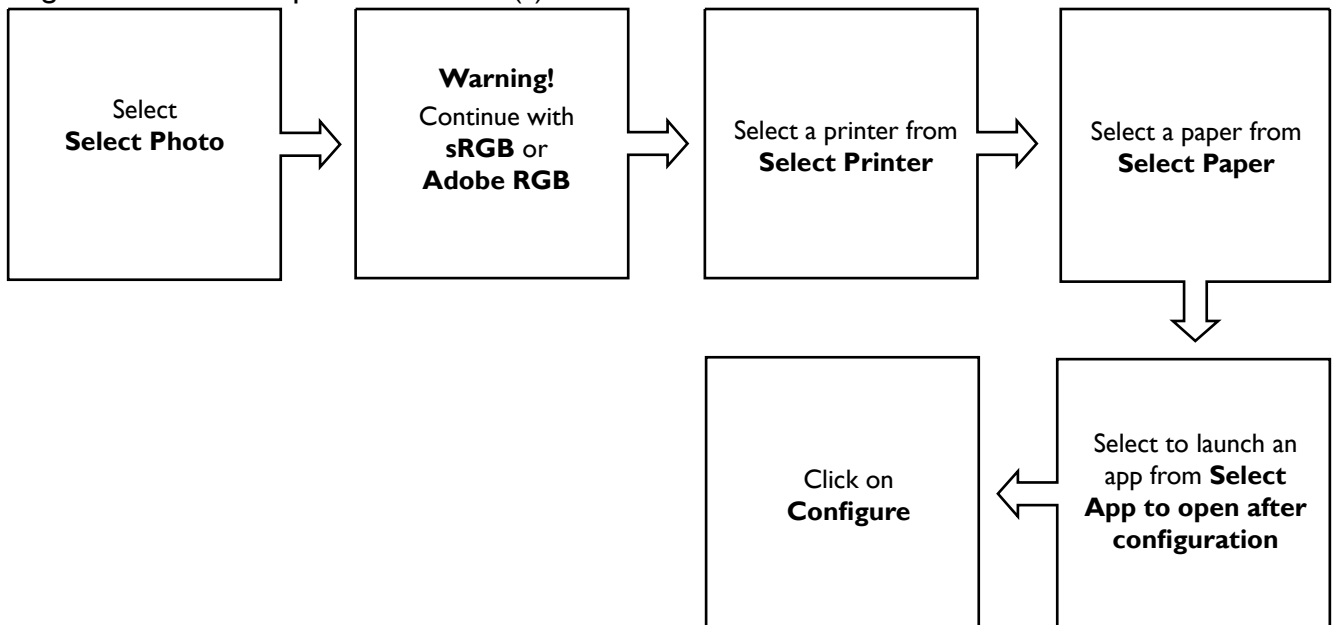 Select
Select Photo
Warning!
Continue with
sRGB or
Adobe RGB
Select a printer from
Select Printer
Select a paper from
Select Paper
Select to launch an
app from Select
App to open after
configuration
Click on
Configure